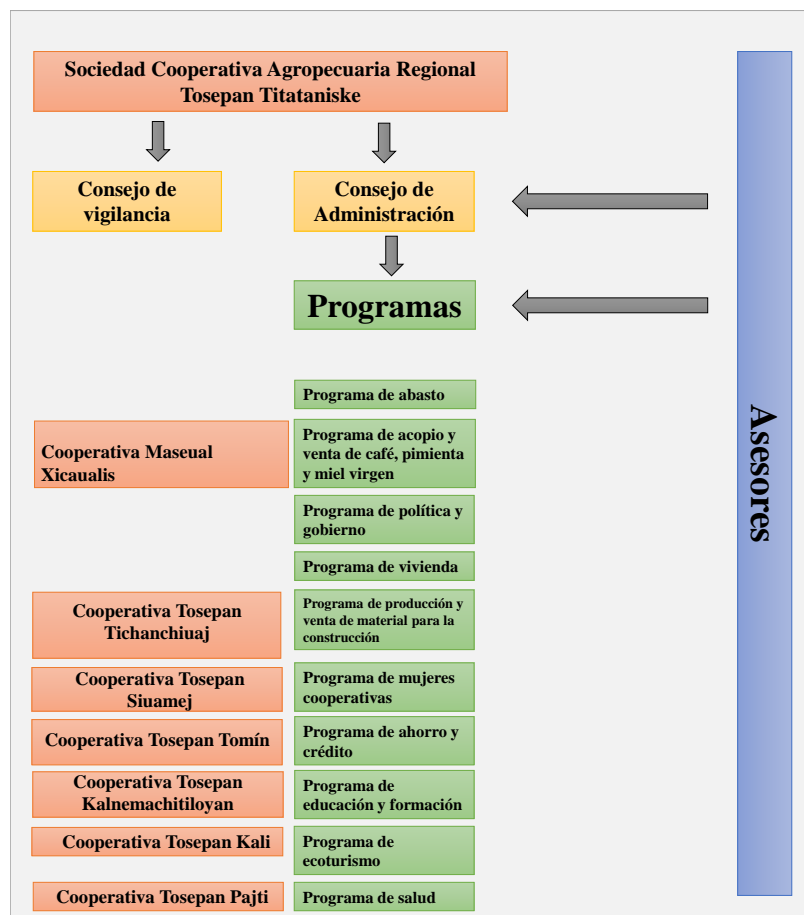 Sociedad Cooperativa Agropecuaria Regional
Tosepan Titataniske
Consejo de
vigilancia
Consejo de
Administración
Programas
Programa de abasto
Cooperativa Maseual
Xicaualis
Programa de acopio y
venta de café, pimienta
y miel virgen
Programa de política y
gobierno
Programa de vivienda
Cooperativa Tosepan
Tichanchiuaj
Programa de producción y
venta de material para la
construcción
Cooperativa Tosepan
Siuamej
Programa de mujeres
cooperativas
Cooperativa Tosepan Tomín
Programa de ahorro y
crédito
Cooperativa Tosepan
Kalnemachitiloyan
Programa de
educación y formación
Cooperativa Tosepan Kali
Programa de
ecoturismo
Cooperativa Tosepan Pajti
Programa de salud
Asesores